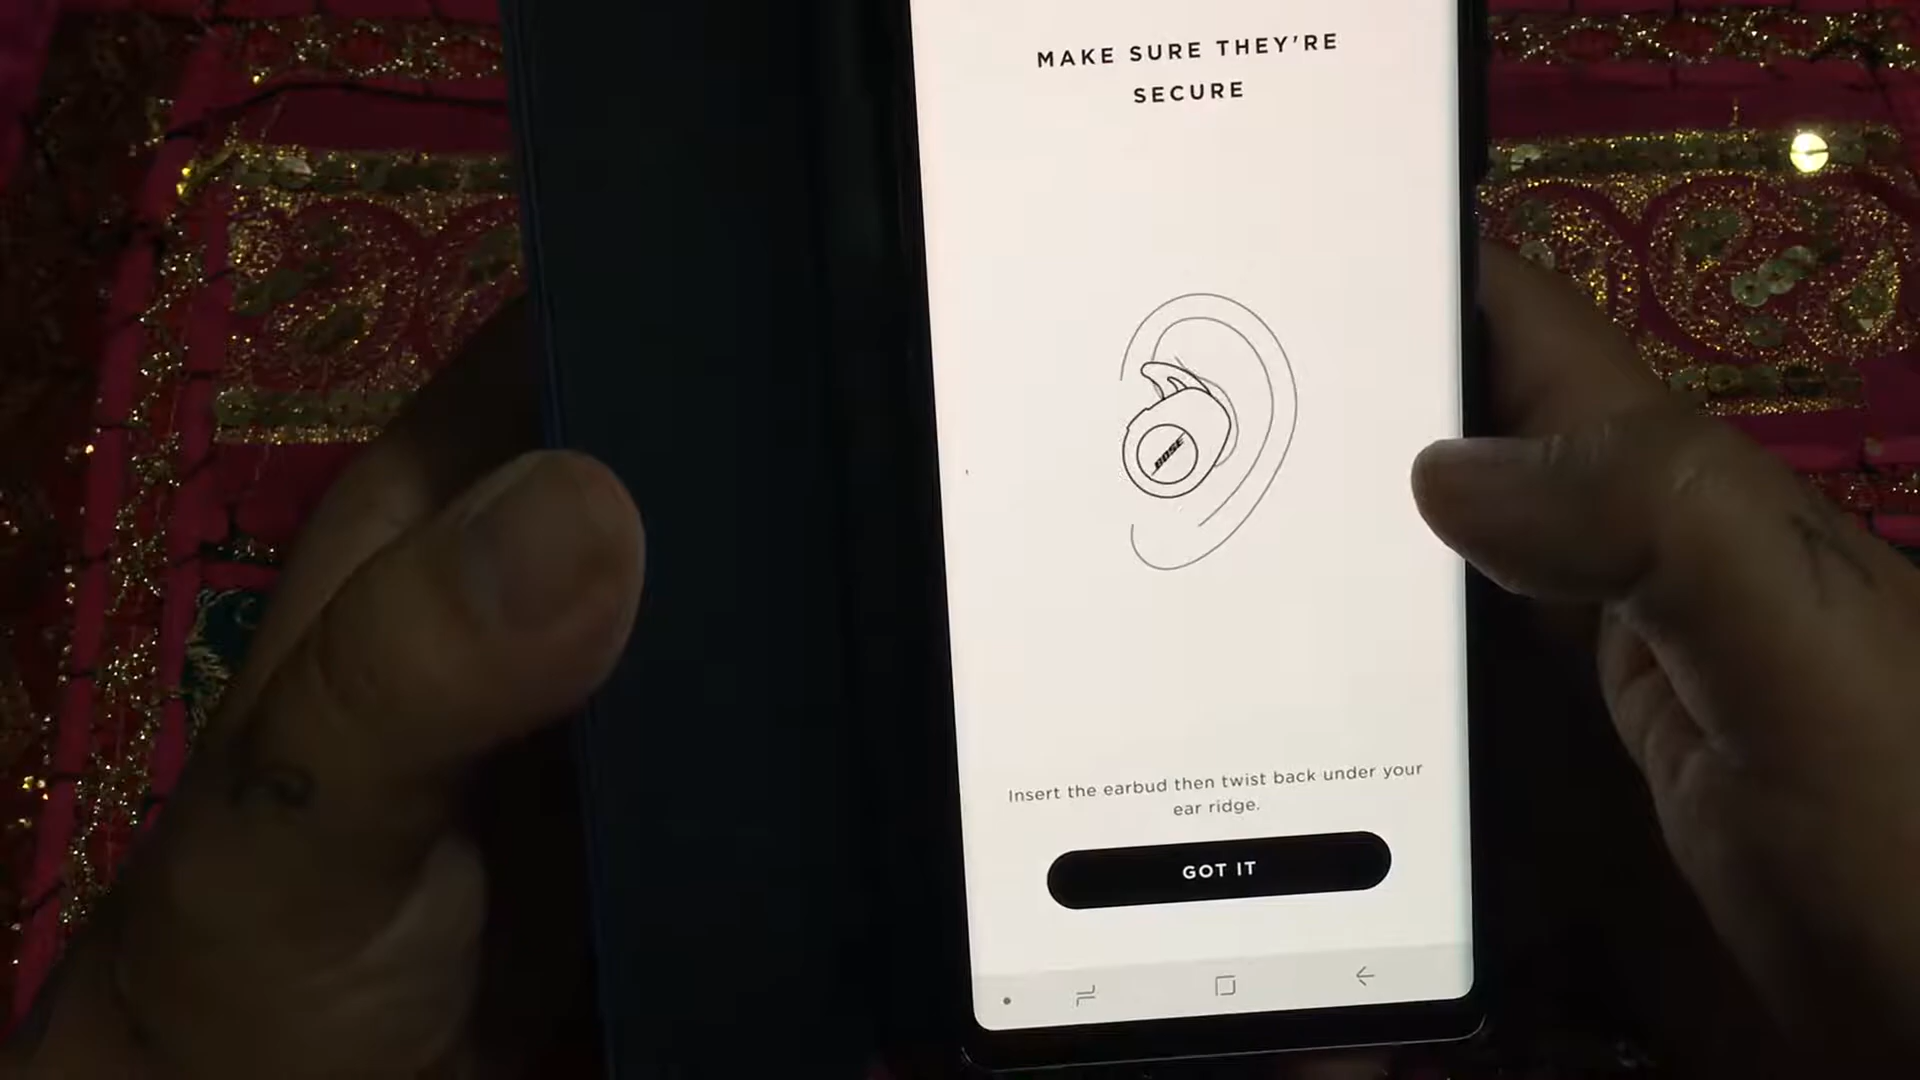 MAKE SURE THEY'RE
SECURE
BOSE
Insert the earbud then twist back under your
ear ridge.
GOT IT